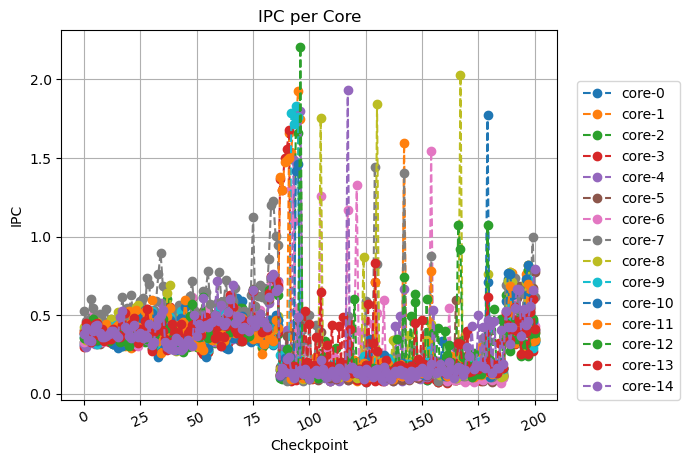 IPC per Core
IPC
2.0
1.5
1.0
0.5
0.0
0
25
50
75
100
125
150
175
200
Checkpoint
core-0
core-1
core-2
core-3
core-4
core-5
core-6
core-7
core-8
core-9
core-10
core-11
core-12
core-13
core-14